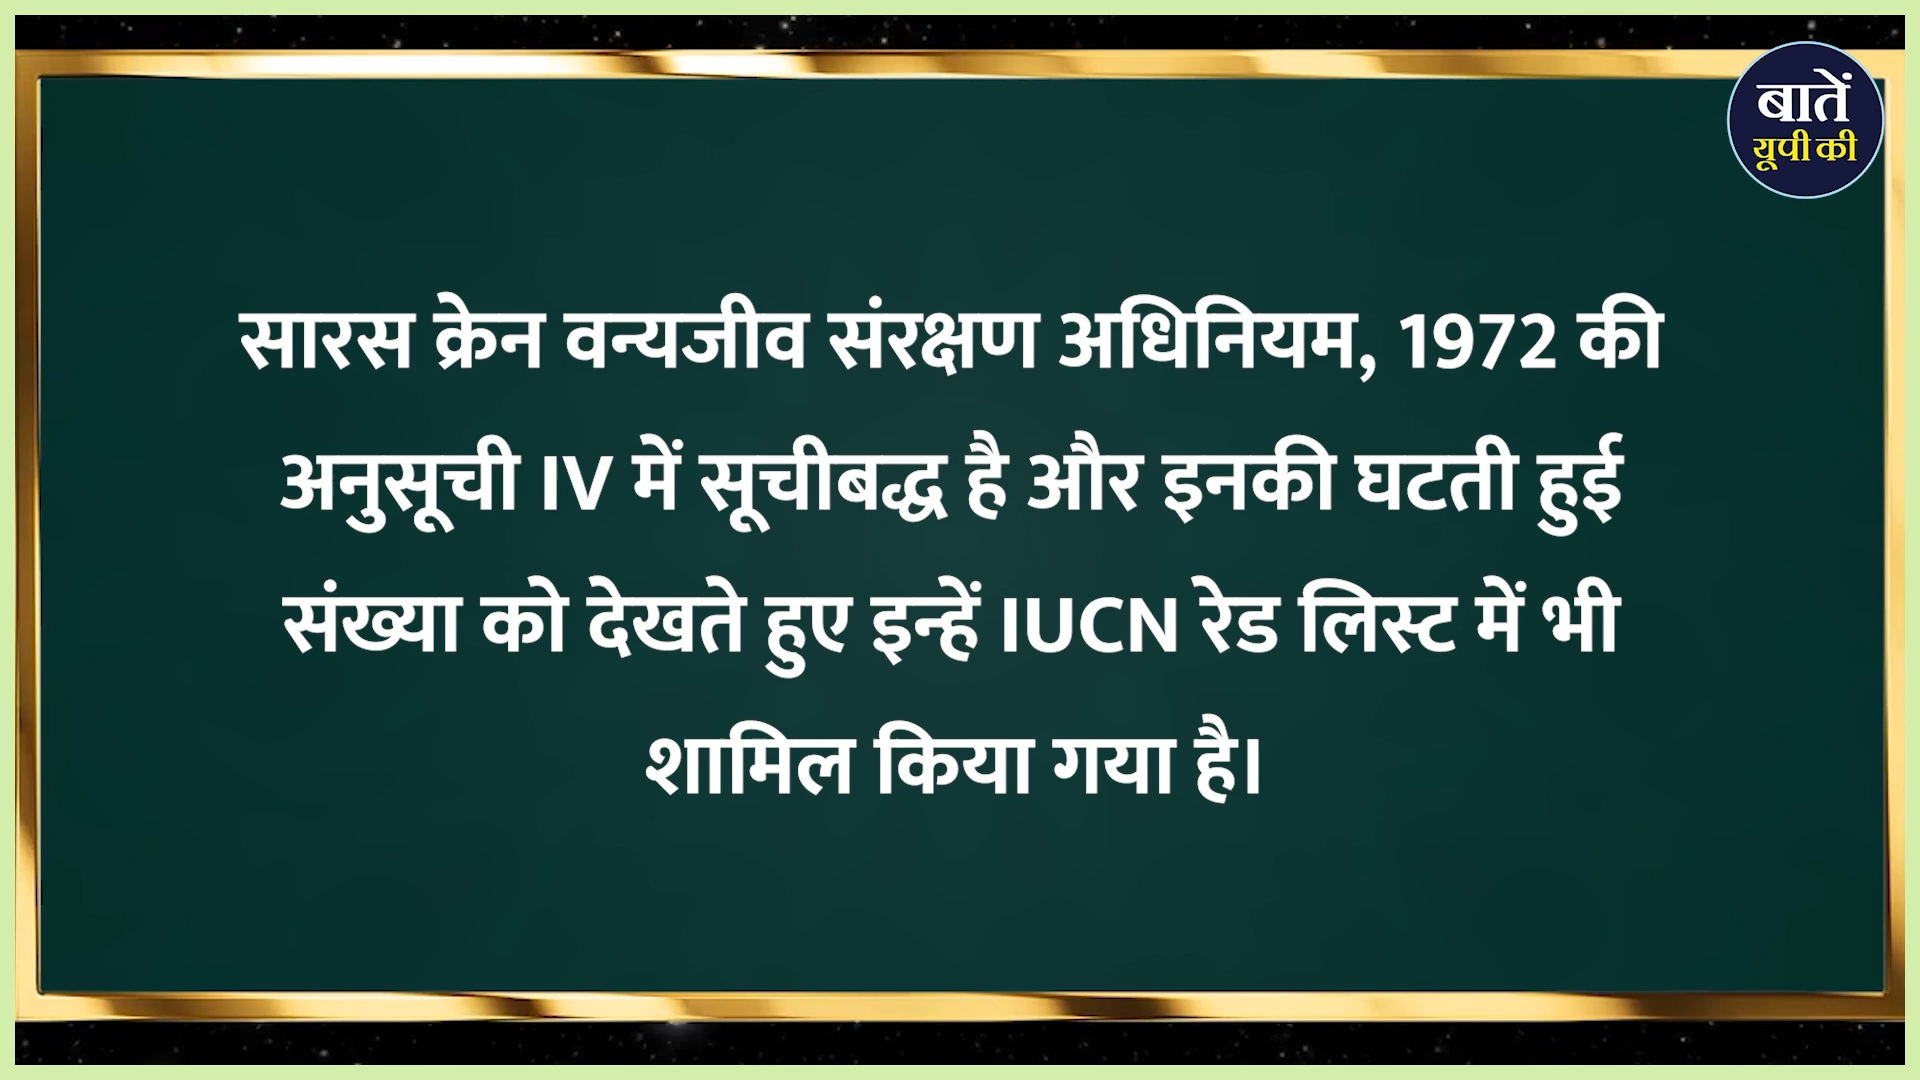 बातें
यूपी की
सारस क्रेन वन्यजीव संरक्षण अधिनियम, 1972 की
अनुसूची IV में सूचीबद्ध है और इनकी घटती हुई
संख्या को देखते हुए इन्हें IUCN रेड लिस्ट में भी
शामिल किया गया है।